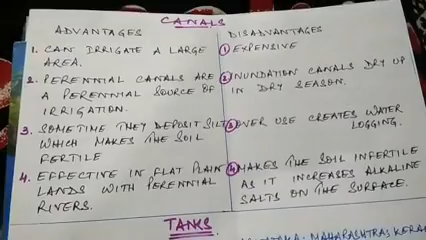 CANALS
ADVANTAGES
1. CAN IRRIGATE A LARGE
AREA.
2. PERENNIAL CANALS ARE
A PERENNIAL SOURCE OF
IRRIGATION.
3. SOMETIME THEY DEPOSIT SILT
WHICH MAKES THE SOIL
FERTILE
4. EFFECTIVE IN FLAT PLAIN
LANDS WITH PERENNIAL
RIVERS.
DISADVANTAGES
1 EXPENSIVE
2 INUNDATION CANALS DRY UP
IN DRY SEASON.
3 OVER USE CREATES WATER
LOGGING.
4 MAKES THE SOIL INFERTILE
AS IT INCREASES ALKALINE
SALTS ON THE SURFACE.
TANKS
MAHARASHTRA, KERA